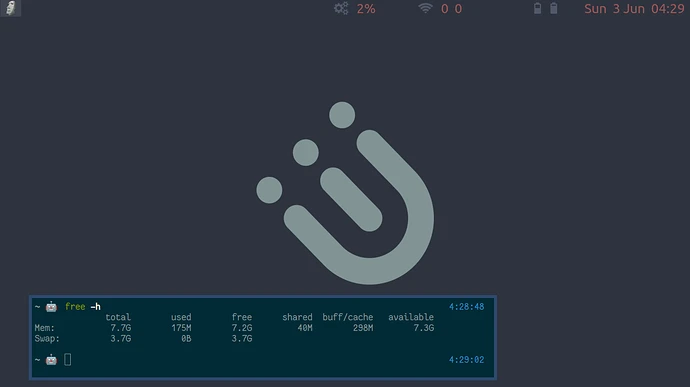 2% 0 0 Sun 3 Jun 04:29
~ free -h 4:28:48
total used free shared buff/cache available
Mem: 7.7G 175M 7.2G 40M 298M 7.3G
Swap: 3.7G 0B 3.7G
~ 4:29:02